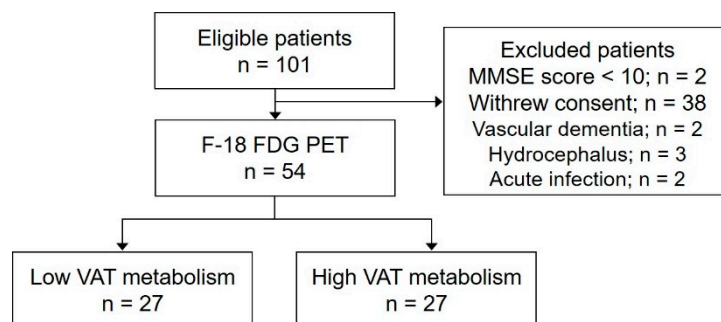 Eligible patients
n = 101
Excluded patients
MMSE score < 10; n = 2
Withrew consent; n = 38
Vascular dementia; n = 2
Hydrocephalus; n = 3
Acute infection; n = 2
F-18 FDG PET
n = 54
Low VAT metabolism
n = 27
High VAT metabolism
n = 27